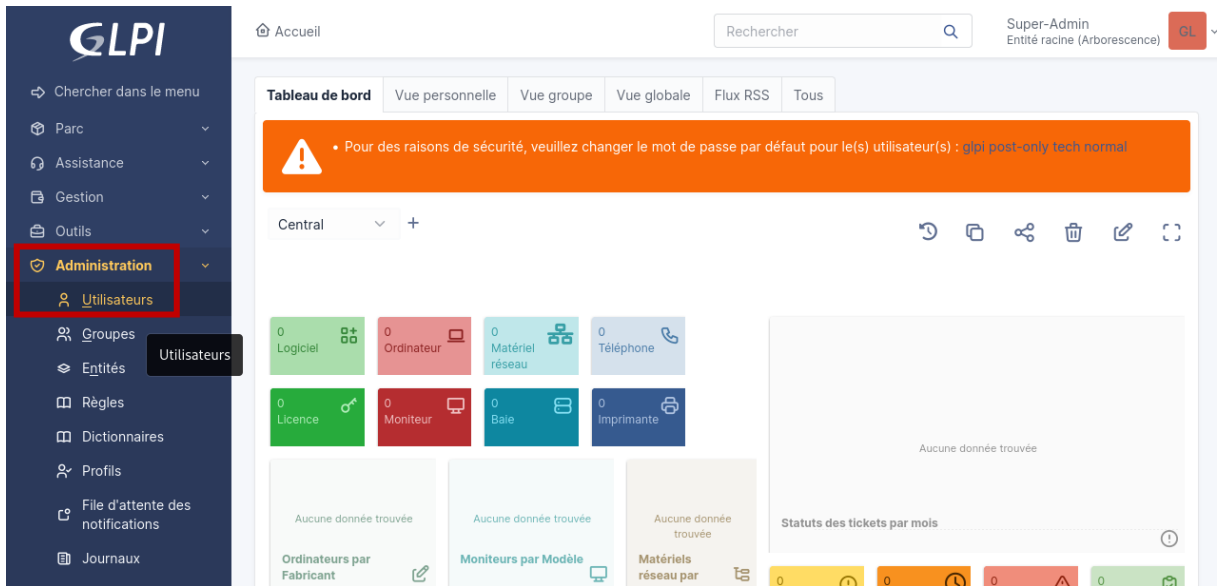 GLPI
Accueil
Rechercher
Super-Admin
Entité racine (Arborescence)
GL
Chercher dans le menu
Parc
Assistance
Gestion
Outils
Administration
Utilisateurs
Groupes
Utilisateurs
Entités
Règles
Dictionnaires
Profils
File d'attente des
notifications
Journaux
Tableau de bord
Vue personnelle
Vue groupe
Vue globale
Flux RSS
Tous
• Pour des raisons de sécurité, veuillez changer le mot de passe par défaut pour le(s) utilisateur(s) : glpi post-only tech normal
Central
0
Logiciel
0
Ordinateur
0
Matériel
réseau
0
Téléphone
0
Licence
0
Moniteur
0
Baie
0
Imprimante
Aucune donnée trouvée
Statuts des tickets par mois
Aucune donnée trouvée
Ordinateurs par
Fabricant
Aucune donnée trouvée
Moniteurs par Modèle
Aucune donnée
trouvée
Matériels
réseau par
0
0
0
0